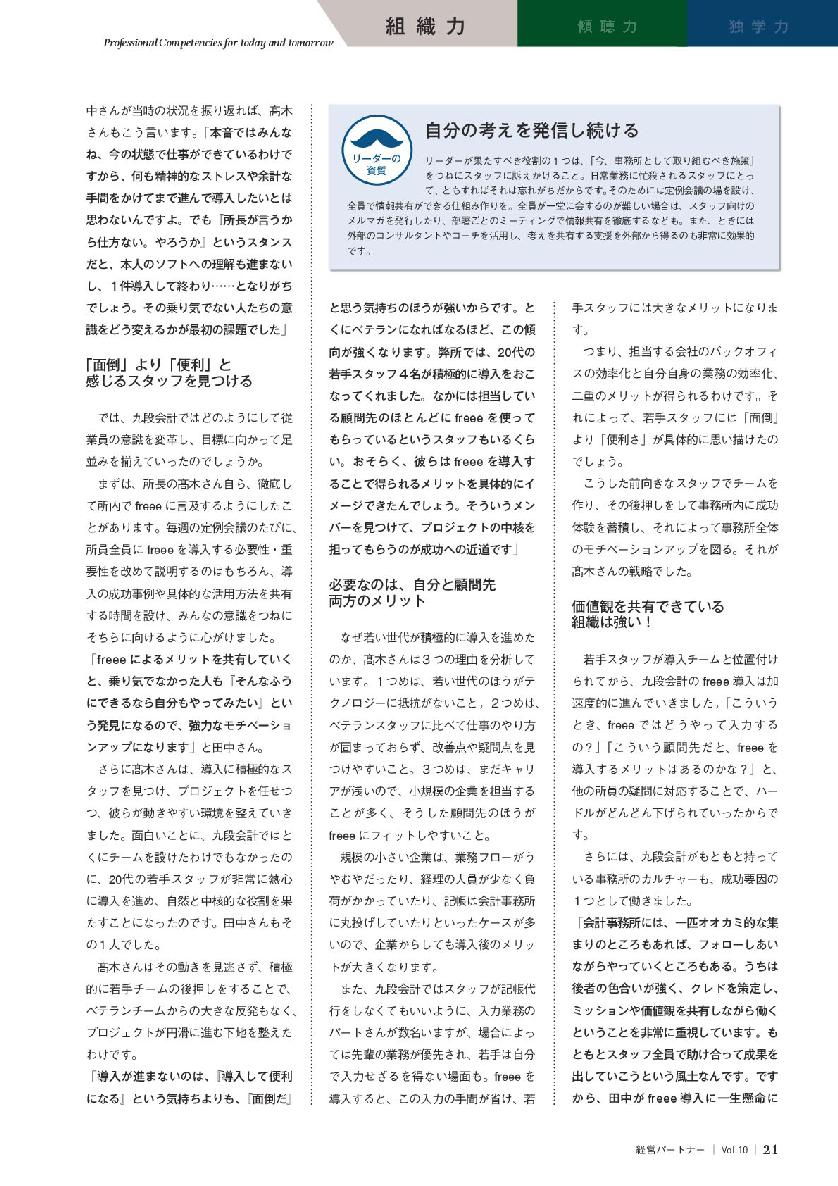 組織力
傾聴力
独学力
Professional Competencies for today and tomorrow
中さんが当時の状況を振り返れば、髙木
さんもこう言います。「本音ではみんな
ね、今の状態で仕事ができているわけで
すから、何も精神的なストレスや余計な
手間をかけてまで進んで導入したいとは
思わないんですよ。でも『所長が言うか
ら仕方ない。やろうか』というスタンス
だと、本人のソフトへの理解も進まない
し、1件導入して終わり……となりがち
でしょう。その乗り気でない人たちの意
識をどう変えるかが最初の課題でした」
「面倒」より「便利」と
感じるスタッフを見つける
では、九段会計ではどのようにして従
業員の意識を変革し、目標に向かって足
並みを揃えていったのでしょうか。
まずは、所長の髙木さん自ら、徹底し
て所内で freee に言及するようにしたこ
とがあります。毎週の定例会議のたびに、
所員全員に freee を導入する必要性・重
要性を改めて説明するのはもちろん、導
入の成功事例や具体的な活用方法を共有
する時間を設け、みんなの意識をつねに
そちらに向けるように心がけました。
「freee によるメリットを共有していく
と、乗り気でなかった人も『そんなふう
にできるなら自分もやってみたい』とい
う発見になるので、強力なモチベーショ
ンアップになります」と田中さん。
さらに髙木さんは、導入に積極的なス
タッフを見つけ、プロジェクトを任せつ
つ、彼らが動きやすい環境を整えていき
ました。面白いことに、九段会計ではと
くにチームを設けたわけでもなかったの
に、20代の若手スタッフが非常に熱心
に導入を進め、自然と中核的な役割を果
たすことになったのです。田中さんもそ
の1人でした。
髙木さんはその動きを見逃さず、積極
的に若手チームの後押しをすることで、
ベテランチームからの大きな反発もなく、
プロジェクトが円滑に進む下地を整えた
わけです。
「導入が進まないのは、『導入して便利
になる』という気持ちよりも、『面倒だ』
リーダーの
資質
自分の考えを発信し続ける
リーダーが果たすべき役割の1つは、「今、事務所として取り組むべき施策」
をつねにスタッフに訴えかけること。日常業務に忙殺されるスタッフにとっ
て、ともすればそれは忘れがちだからです。そのためには定例会議の場を設け、
全員で情報共有ができる仕組み作りを。全員が一堂に会するのが難しい場合は、スタッフ向けの
メルマガを発行したり、部署ごとのミーティングで情報共有を徹底するなども。また、ときには
外部のコンサルタントやコーチを活用し、考えを共有する支援を外部から得るのも非常に効果的
です。
と思う気持ちのほうが強いからです。と
くにベテランになればなるほど、この傾
向が強くなります。弊所では、20代の
若手スタッフ4名が積極的に導入をおこ
なってくれました。なかには担当してい
る顧問先のほとんどに freee を使って
もらっているというスタッフもいるくら
い。おそらく、彼らは freee を導入す
ることで得られるメリットを具体的にイ
メージできたんでしょう。そういうメン
バーを見つけて、プロジェクトの中核を
担ってもらうのが成功への近道です」
必要なのは、自分と顧問先
両方のメリット
なぜ若い世代が積極的に導入を進めた
のか、髙木さんは3つの理由を分析して
います。1つめは、若い世代のほうがテ
クノロジーに抵抗がないこと。2つめは、
ベテランスタッフに比べて仕事のやり方
が固まっておらず、改善点や疑問点を見
つけやすいこと。3つめは、まだキャリ
アが浅いので、小規模の企業を担当する
ことが多く、そうした顧問先のほうが
freee にフィットしやすいこと。
規模の小さい企業は、業務フローがう
やむやだったり、経理の人員が少なく負
荷がかかっていたり、記帳は会計事務所
に丸投げしていたりといったケースが多
いので、企業からしても導入後のメリッ
トが大きくなります。
また、九段会計ではスタッフが記帳代
行をしなくてもいいように、入力業務の
パートさんが数名いますが、場合によっ
ては先輩の業務が優先され、若手は自分
で入力せざるを得ない場面も。freee を
導入すると、この入力の手間が省け、若
手スタッフには大きなメリットになりま
す。
つまり、担当する会社のバックオフィ
スの効率化と自分自身の業務の効率化、
二重のメリットが得られるわけです。そ
れによって、若手スタッフには「面倒」
より「便利さ」が具体的に思い描けたの
でしょう。
こうした前向きなスタッフでチームを
作り、その後押しをして事務所内に成功
体験を蓄積し、それによって事務所全体
のモチベーションアップを図る。それが
髙木さんの戦略でした。
価値観を共有できている
組織は強い！
若手スタッフが導入チームと位置付け
られてから、九段会計の freee 導入は加
速度的に進んでいきました。「こういう
とき、freee ではどうやって入力する
の？」「こういう顧問先だと、freee を
導入するメリットはあるのかな？」と、
他の所員の疑問に対応することで、ハー
ドルがどんどん下げられていったからで
す。
さらには、九段会計がもともと持って
いる事務所のカルチャーも、成功要因の
1つとして働きました。
「会計事務所には、一匹オオカミ的な集
まりのところもあれば、フォローしあい
ながらやっていくところもある。うちは
後者の色合いが強く、クレドを策定し、
ミッションや価値観を共有しながら働く
ということを非常に重視しています。も
ともとスタッフ全員で助け合って成果を
出していこうという風土なんです。です
から、田中が freee 導入に一生懸命に
経営パートナー | Vol 10 | 21